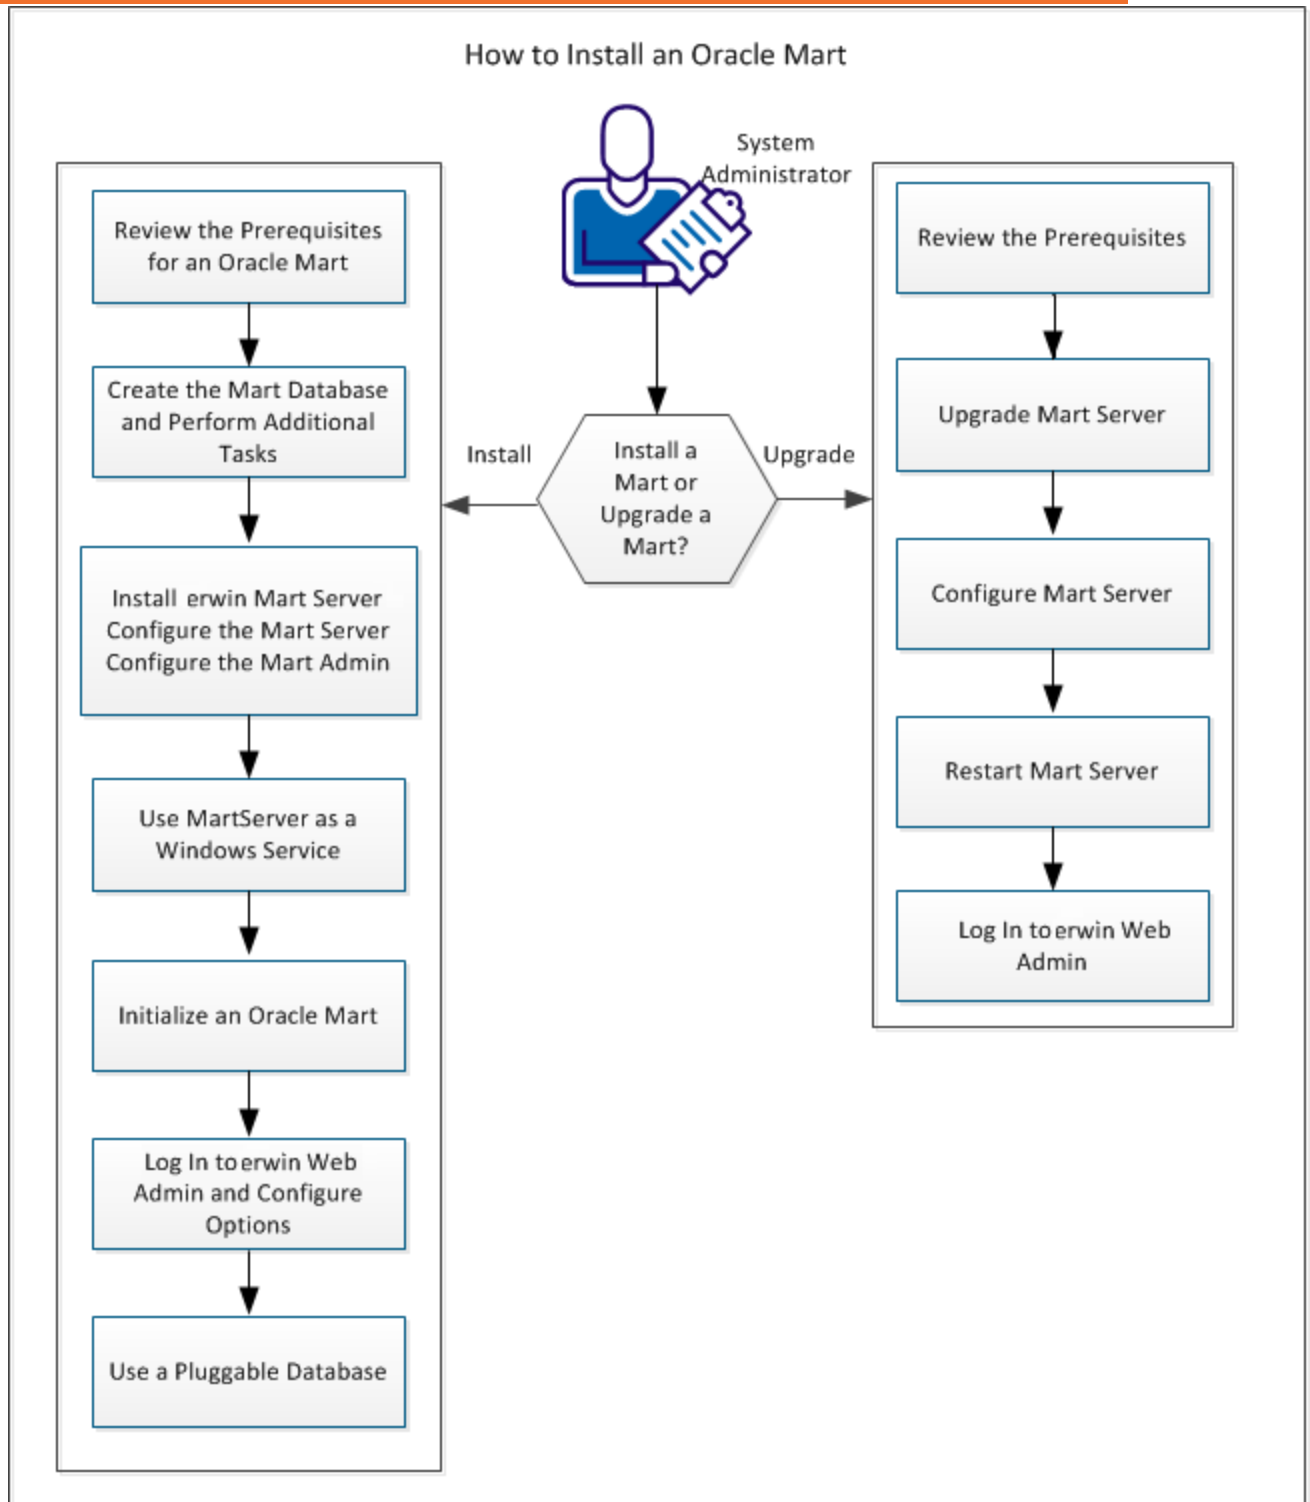 How to Install an Oracle Mart
System
Administrator
Review the Prerequisites
for an Oracle Mart
Create the Mart Database
and Perform Additional
Tasks
Install erwin Mart Server
Configure the Mart Server
Configure the Mart Admin
Use MartServer as a
Windows Service
Initialize an Oracle Mart
Log In to erwin Web
Admin and Configure
Options
Use a Pluggable Database
Install
Install a
Mart or
Upgrade a
Mart?
Upgrade
Review the Prerequisites
Upgrade Mart Server
Configure Mart Server
Restart Mart Server
Log In to erwin Web
Admin